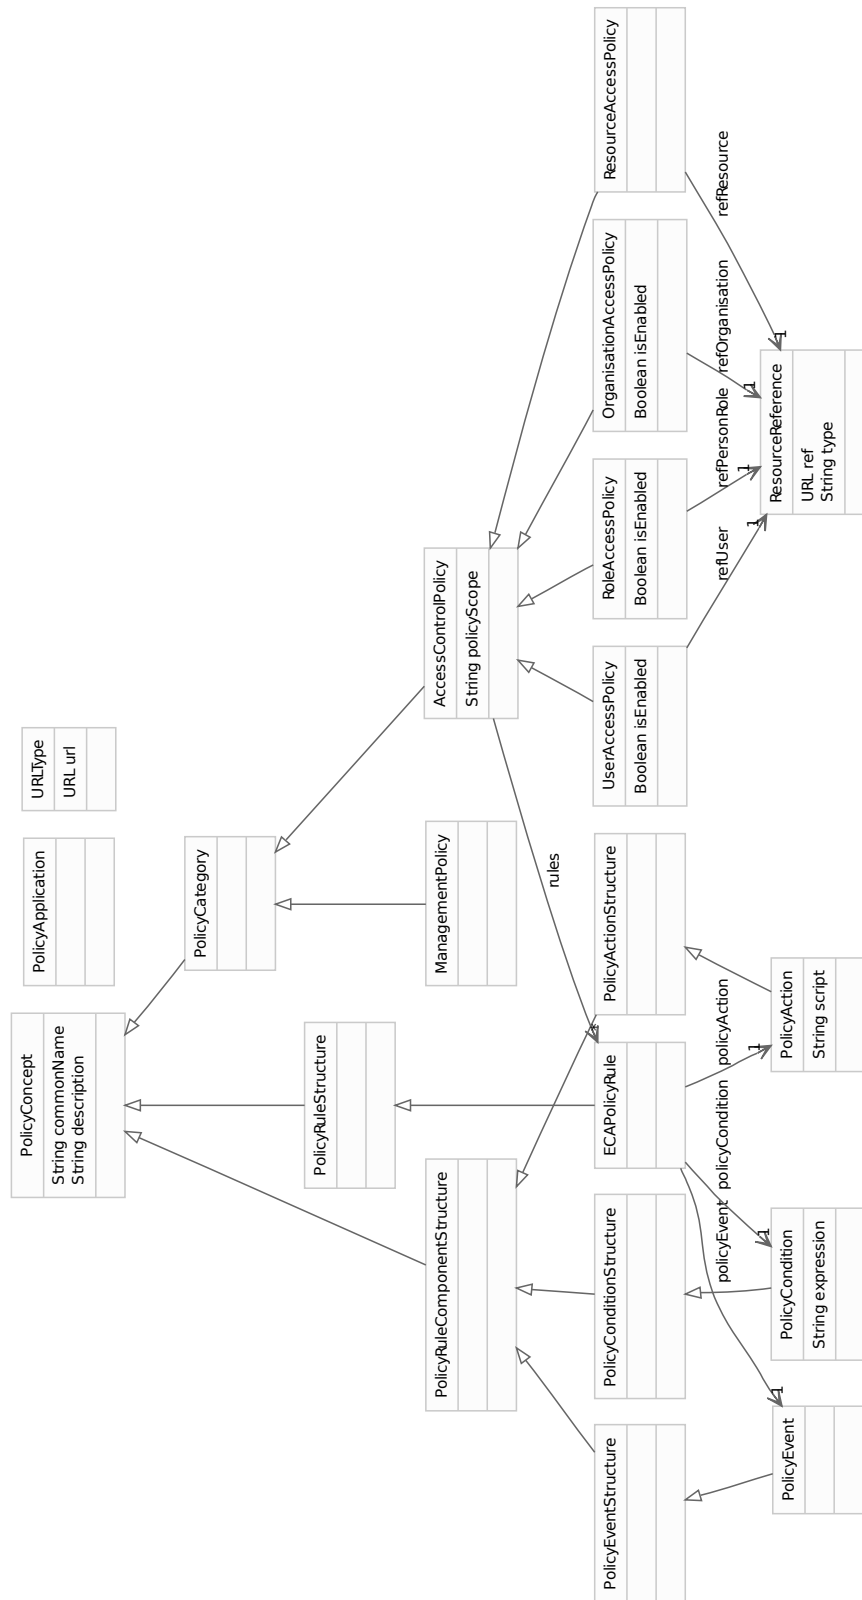 PolicyConcept
String commonName
String description
PolicyApplication
URLType
URL url
PolicyCategory
PolicyRuleStructure
PolicyRuleComponentStructure
ManagementPolicy
AccessControlPolicy
String policyScope
rules
PolicyEventStructure
PolicyConditionStructure
ECAPolicyRule
PolicyActionStructure
UserAccessPolicy
Boolean isEnabled
RoleAccessPolicy
Boolean isEnabled
OrganisationAccessPolicy
Boolean isEnabled
ResourceAccessPolicy
policyEvent
policyCondition
policyAction
refUser
refPersonRole
refOrganisation
refResource
1
1
1
1
1
1
1
PolicyEvent
PolicyCondition
String expression
PolicyAction
String script
ResourceReference
URL ref
String type